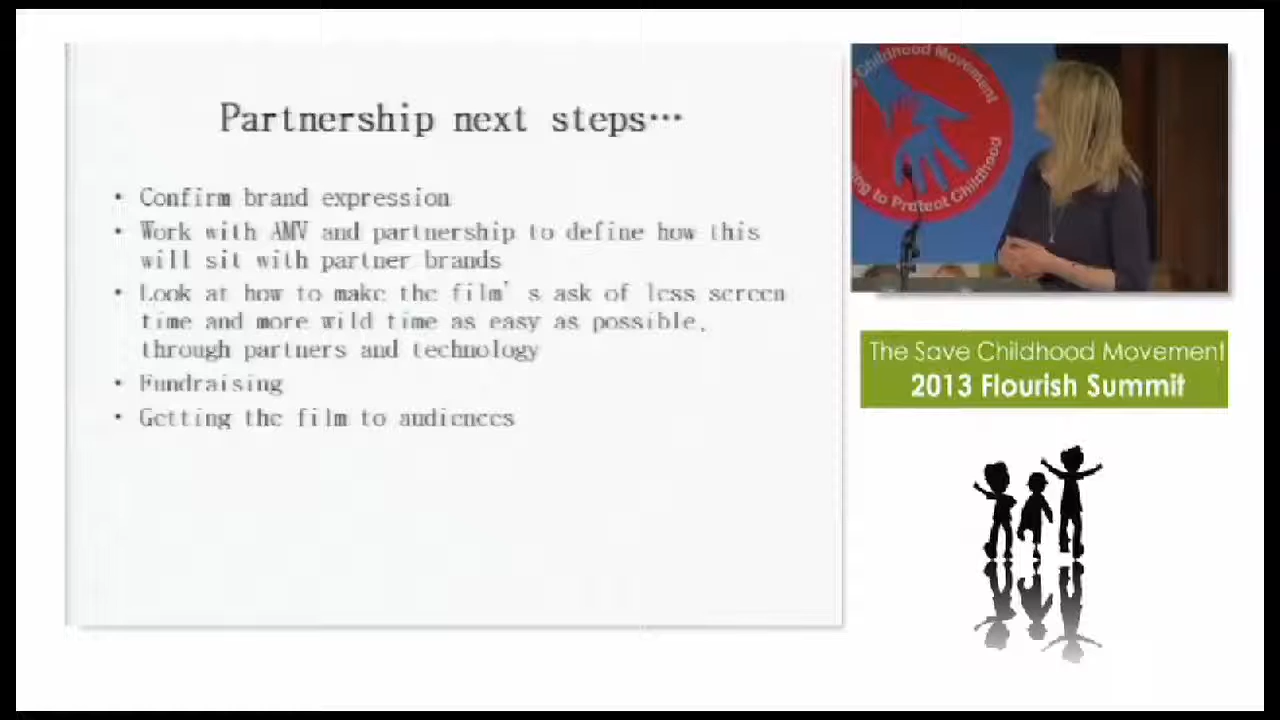 Partnership next steps…
• Confirm brand expression
• Work with AMV and partnership to define how this
will sit with partner brands
• Look at how to make the film's ask of less screen
time and more wild time as easy as possible,
through partners and technology
• Fundraising
• Getting the film to audiences
Childhood Movement
ing to Protect Childhood
The Save Childhood Movement
2013 Flourish Summit